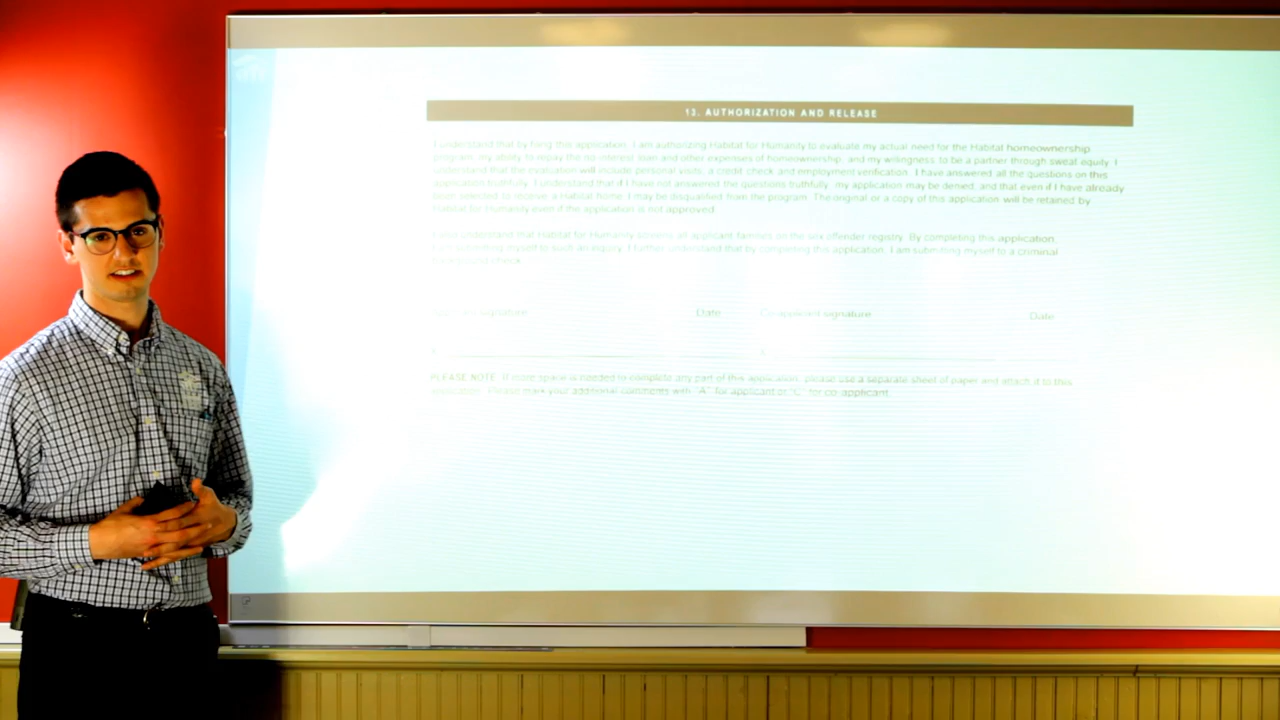 12. AUTHORIZATION AND RELEASE
I understand that by filing this application, I am authorizing Habitat for Humanity to evaluate my actual need for the Habitat homeownership
program, my ability to repay the no-interest loan and other expenses of homeownership, and my willingness to be a partner through sweat equity. I
understand that the evaluation will include personal visits, a credit check, and employment verification. I have answered all the questions on this
application truthfully. I understand that if I have not answered the questions truthfully, my application may be denied, and that even if I have already
been selected to receive a Habitat home, I may be disqualified from the program. The original or a copy of this application will be retained by
Habitat for Humanity even if the application is not approved.
I also understand that Habitat for Humanity screens all applicant families on the sex offender registry. By completing this application,
I am submitting myself to such an inquiry. I further understand that by completing this application, I am submitting myself to a criminal
background check.
signature Date Co-applicant signature Date
PLEASE NOTE: If more space is needed to complete any part of this application, please use a separate sheet of paper and attach it to this
application. Please mark your additional comments with "A" for applicant or "C" for co-applicant.